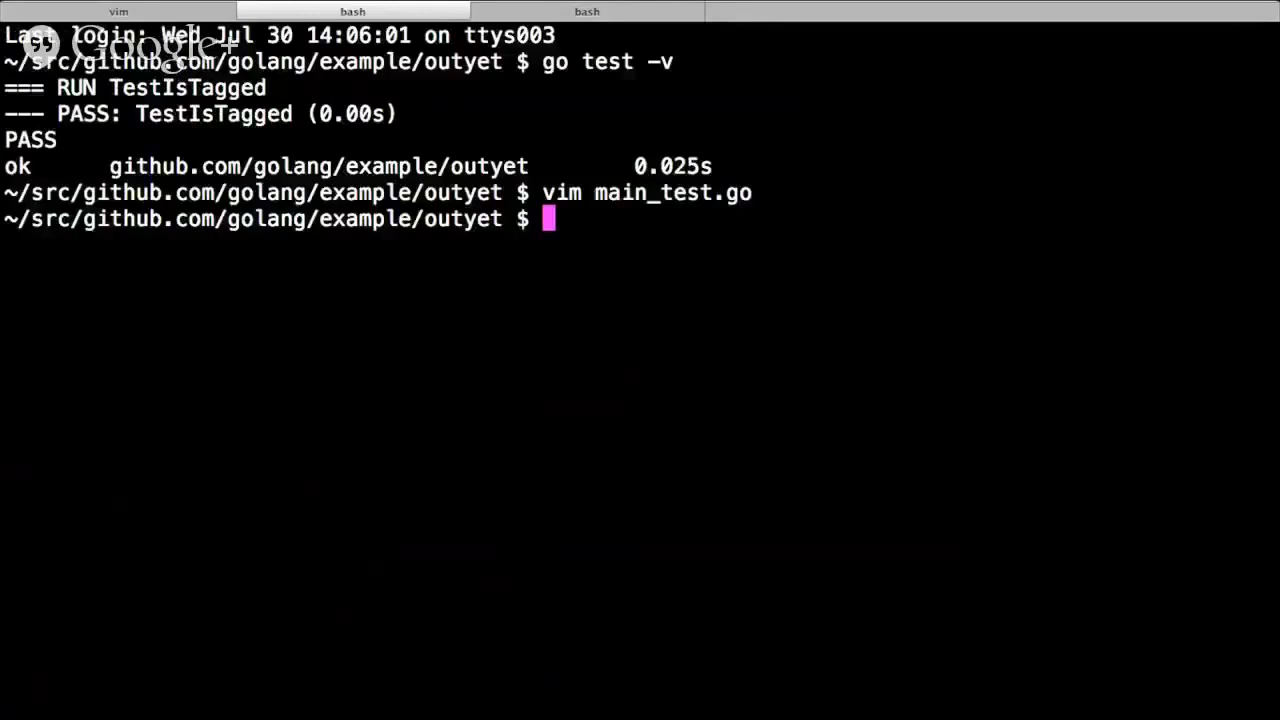 vim bash bash
Last login: Wed Jul 30 14:06:01 on ttys003
Google+
~/src/github.com/golang/example/outyet $ go test -v
=== RUN TestIsTagged
--- PASS: TestIsTagged (0.00s)
PASS
ok github.com/golang/example/outyet 0.025s
~/src/github.com/golang/example/outyet $ vim main_test.go
~/src/github.com/golang/example/outyet $